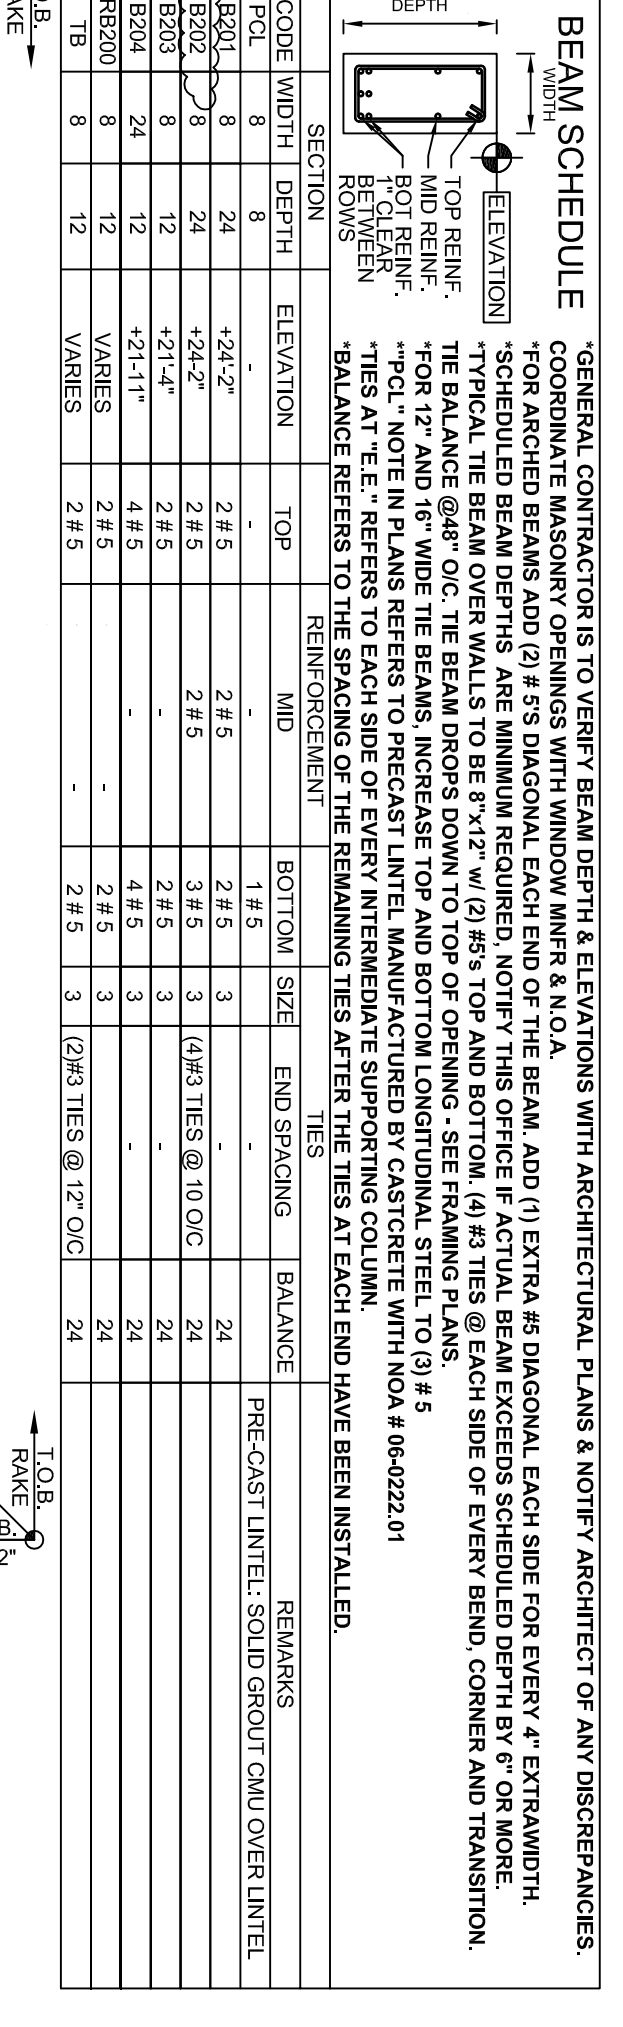 BEAM SCHEDULE
WIDTH
DEPTH
ELEVATION
TOP REINF.
MID REINF.
BOT REINF.
1" CLEAR
BETWEEN
ROWS
*GENERAL CONTRACTOR IS TO VERIFY BEAM DEPTH & ELEVATIONS WITH ARCHITECTURAL PLANS & NOTIFY ARCHITECT OF ANY DISCREPANCIES.
COORDINATE MASONRY OPENINGS WITH WINDOW MNFR & N.O.A.
*FOR ARCHED BEAMS ADD (2) # 5'S DIAGONAL EACH END OF THE BEAM. ADD (1) EXTRA #5 DIAGONAL EACH SIDE FOR EVERY 4" EXTRAWIDTH.
*SCHEDULED BEAM DEPTHS ARE MINIMUM REQUIRED, NOTIFY THIS OFFICE IF ACTUAL BEAM EXCEEDS SCHEDULED DEPTH BY 6" OR MORE.
*TYPICAL TIE BEAM OVER WALLS TO BE 8"x12" w/ (2) #5's TOP AND BOTTOM. (4) #3 TIES @ EACH SIDE OF EVERY BEND, CORNER AND TRANSITION.
TIE BALANCE @48" O/C. TIE BEAM DROPS DOWN TO TOP OF OPENING - SEE FRAMING PLANS.
*FOR 12" AND 16" WIDE TIE BEAMS, INCREASE TOP AND BOTTOM LONGITUDINAL STEEL TO (3) # 5
*"PCL" NOTE IN PLANS REFERS TO PRECAST LINTEL MANUFACTURED BY CASTCRETE WITH NOA # 06-0222.01
*TIES AT "E.E." REFERS TO EACH SIDE OF EVERY INTERMEDIATE SUPPORTING COLUMN.
*BALANCE REFERS TO THE SPACING OF THE REMAINING TIES AFTER THE TIES AT EACH END HAVE BEEN INSTALLED.
SECTION REINFORCEMENT TIES
CODE WIDTH DEPTH ELEVATION TOP MID BOTTOM SIZE END SPACING BALANCE REMARKS
PCL 8 8 - - - 1 # 5 - PRE-CAST LINTEL: SOLID GROUT CMU OVER LINTEL
B201 8 24 +24'-2" 2 # 5 2 # 5 2 # 5 3 - 24
B202 8 24 +24-2" 2 # 5 2 # 5 3 # 5 3 (4)#3 TIES @ 10 O/C 24
B203 8 12 +21'-4" 2 # 5 - 2 # 5 3 - 24
B204 24 12 +21-11" 4 # 5 - 4 # 5 3 - 24
RB200 8 12 VARIES 2 # 5 - 2 # 5 3 24
TB 8 12 VARIES 2 # 5 - 2 # 5 3 (2)#3 TIES @ 12" O/C 24
T.O.B.
RAKE